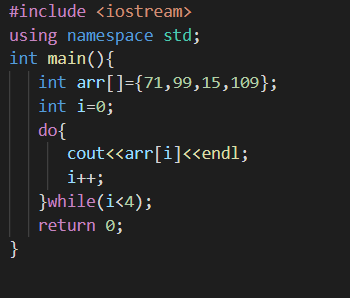 #include <iostream>
using namespace std;
int main(){
int arr[]={71,99,15,109};
int i=0;
do{
cout<<arr[i]<<endl;
i++;
}while(i<4);
return 0;
}